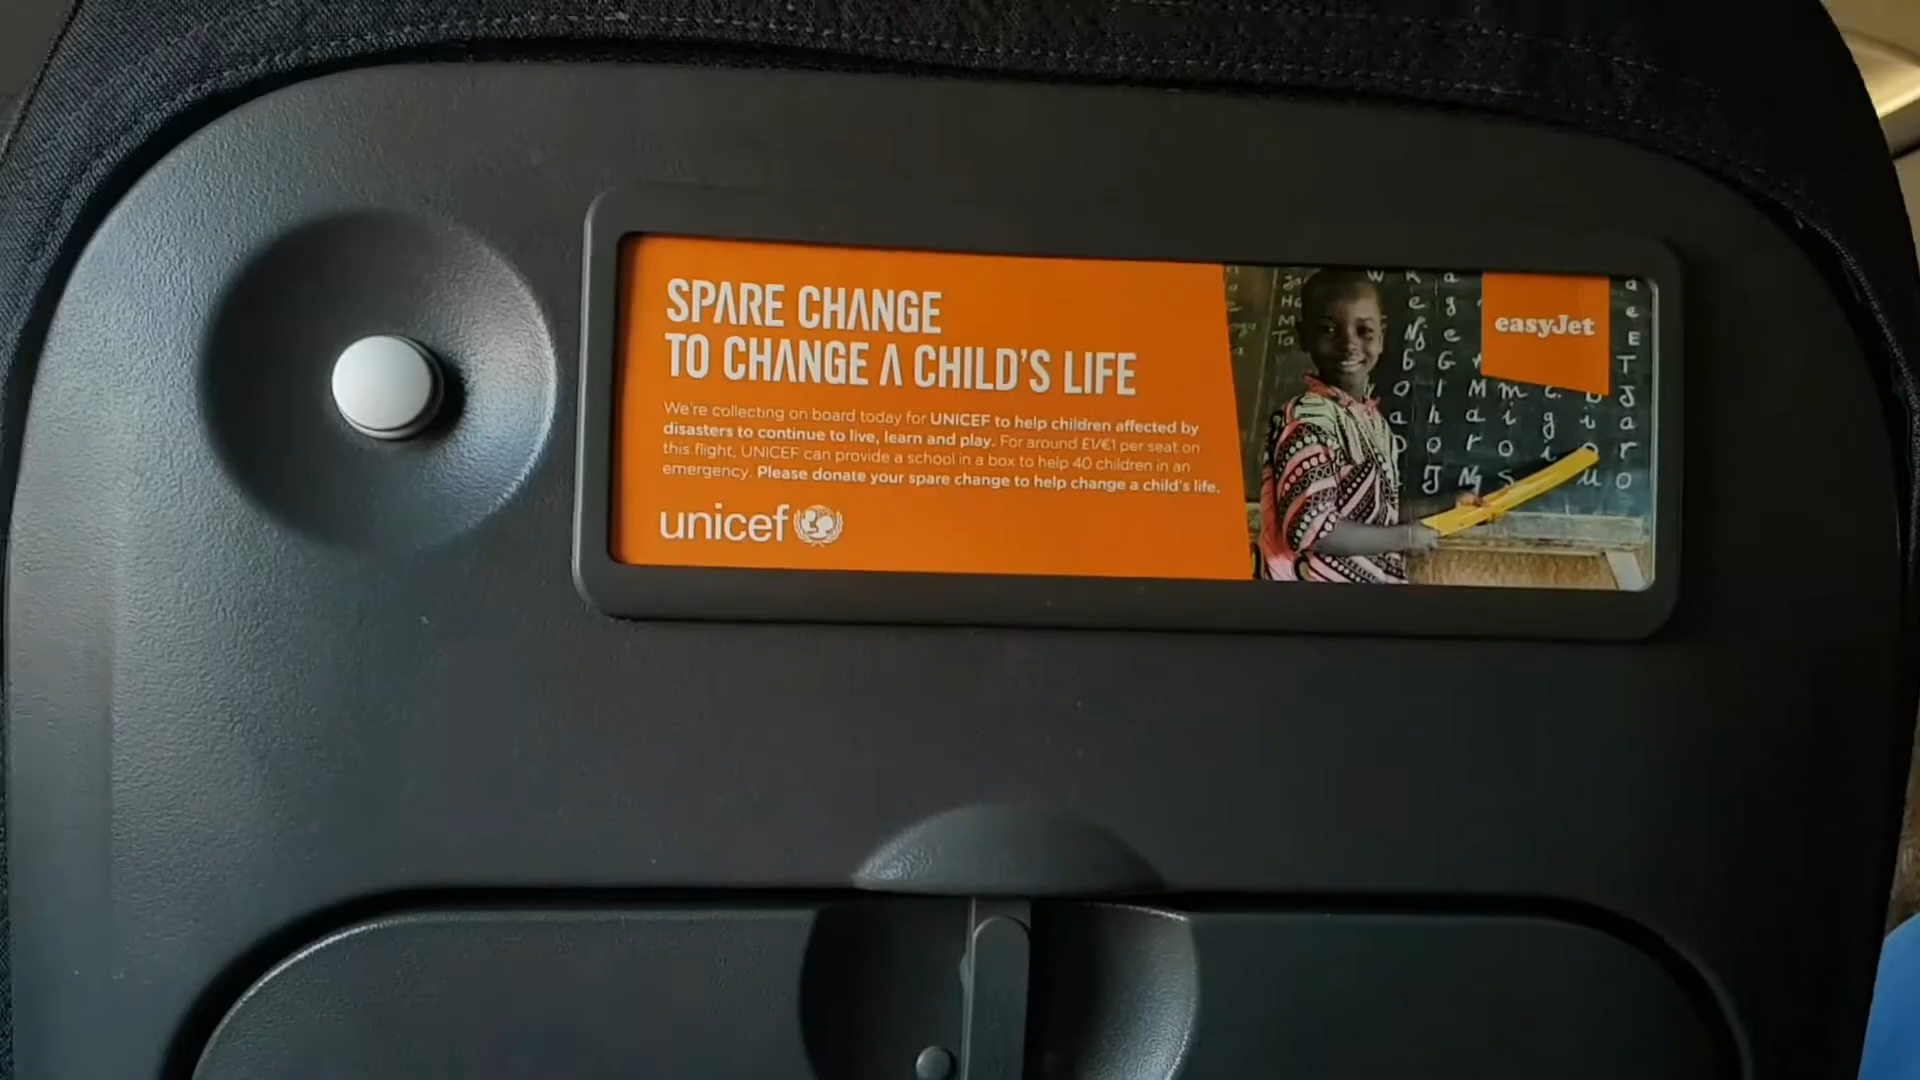 SPARE CHANGE
TO CHANGE A CHILD'S LIFE
We're collecting on board today for UNICEF to help children affected by
disasters to continue to live, learn and play. For around £1/€1 per seat on
this flight, UNICEF can provide a school in a box to help 40 children in an
emergency. Please donate your spare change to help change a child's life.
unicef
easyJet